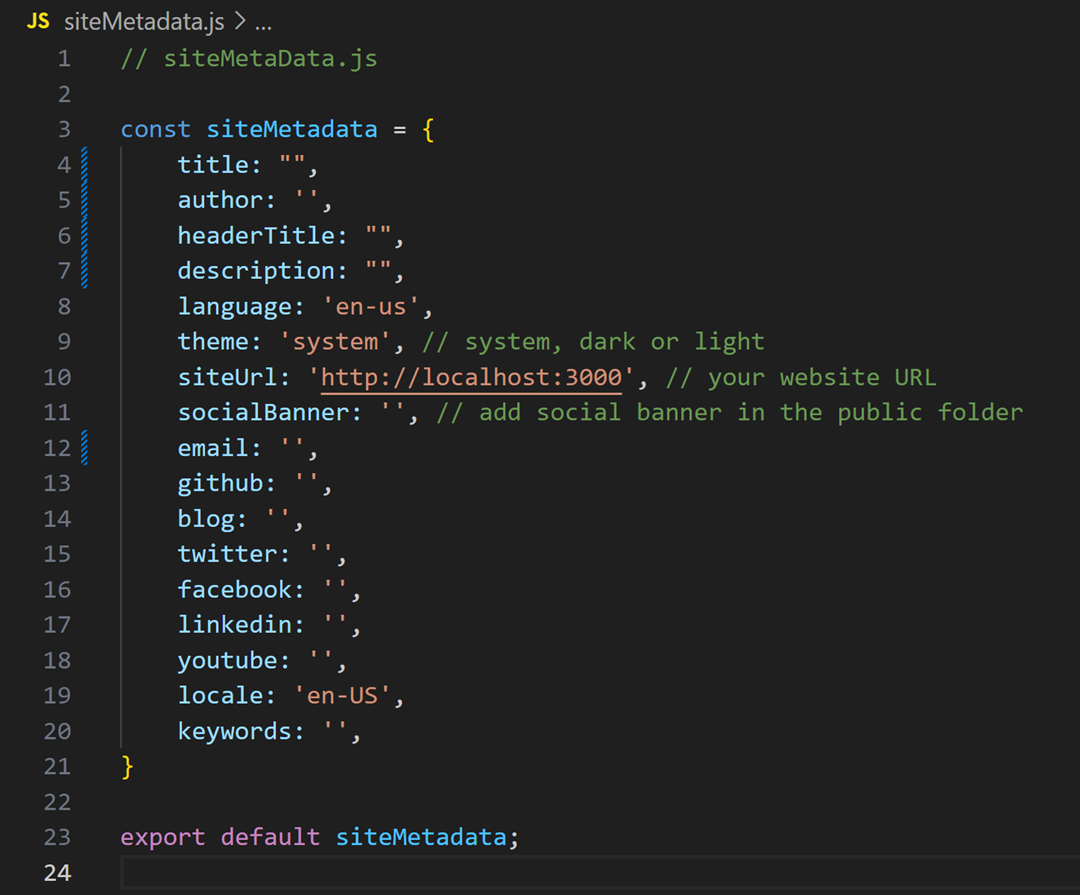 JS siteMetadata.js > ...
1 // siteMetaData.js
2
3 const siteMetadata = {
4     title: "",
5     author: '',
6     headerTitle: "",
7     description: "",
8     language: 'en-us',
9     theme: 'system', // system, dark or light
10     siteUrl: 'http://localhost:3000', // your website URL
11     socialBanner: '', // add social banner in the public folder
12     email: '',
13     github: '',
14     blog: '',
15     twitter: '',
16     facebook: '',
17     linkedin: '',
18     youtube: '',
19     locale: 'en-US',
20     keywords: '',
21 }
22
23 export default siteMetadata;
24